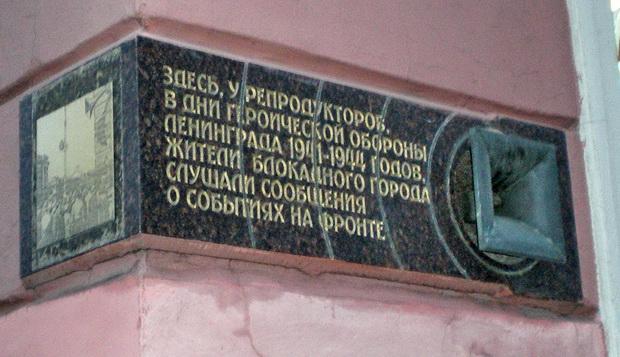 ЗДЕСЬ, У РЕПРОДУКТОРОВ,
В ДНИ ГЕРОИЧЕСКОЙ ОБОРОНЫ
ЛЕНИНГРАДА 1941-1944 ГОДОВ,
ЖИТЕЛИ БЛОКАДНОГО ГОРОДА
СЛУШАЛИ СООБЩЕНИЯ
О СОБЫТИЯХ НА ФРОНТЕ